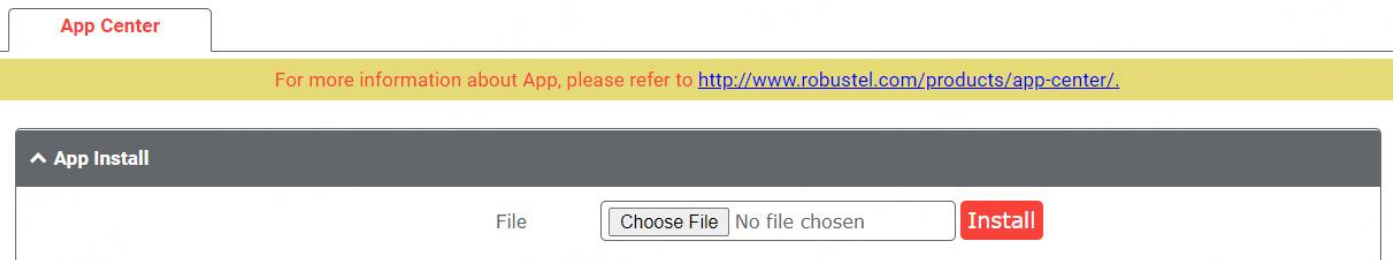 App Center
For more information about App, please refer to http://www.robustel.com/products/app-center/.
App Install
File Choose File No file chosen Install